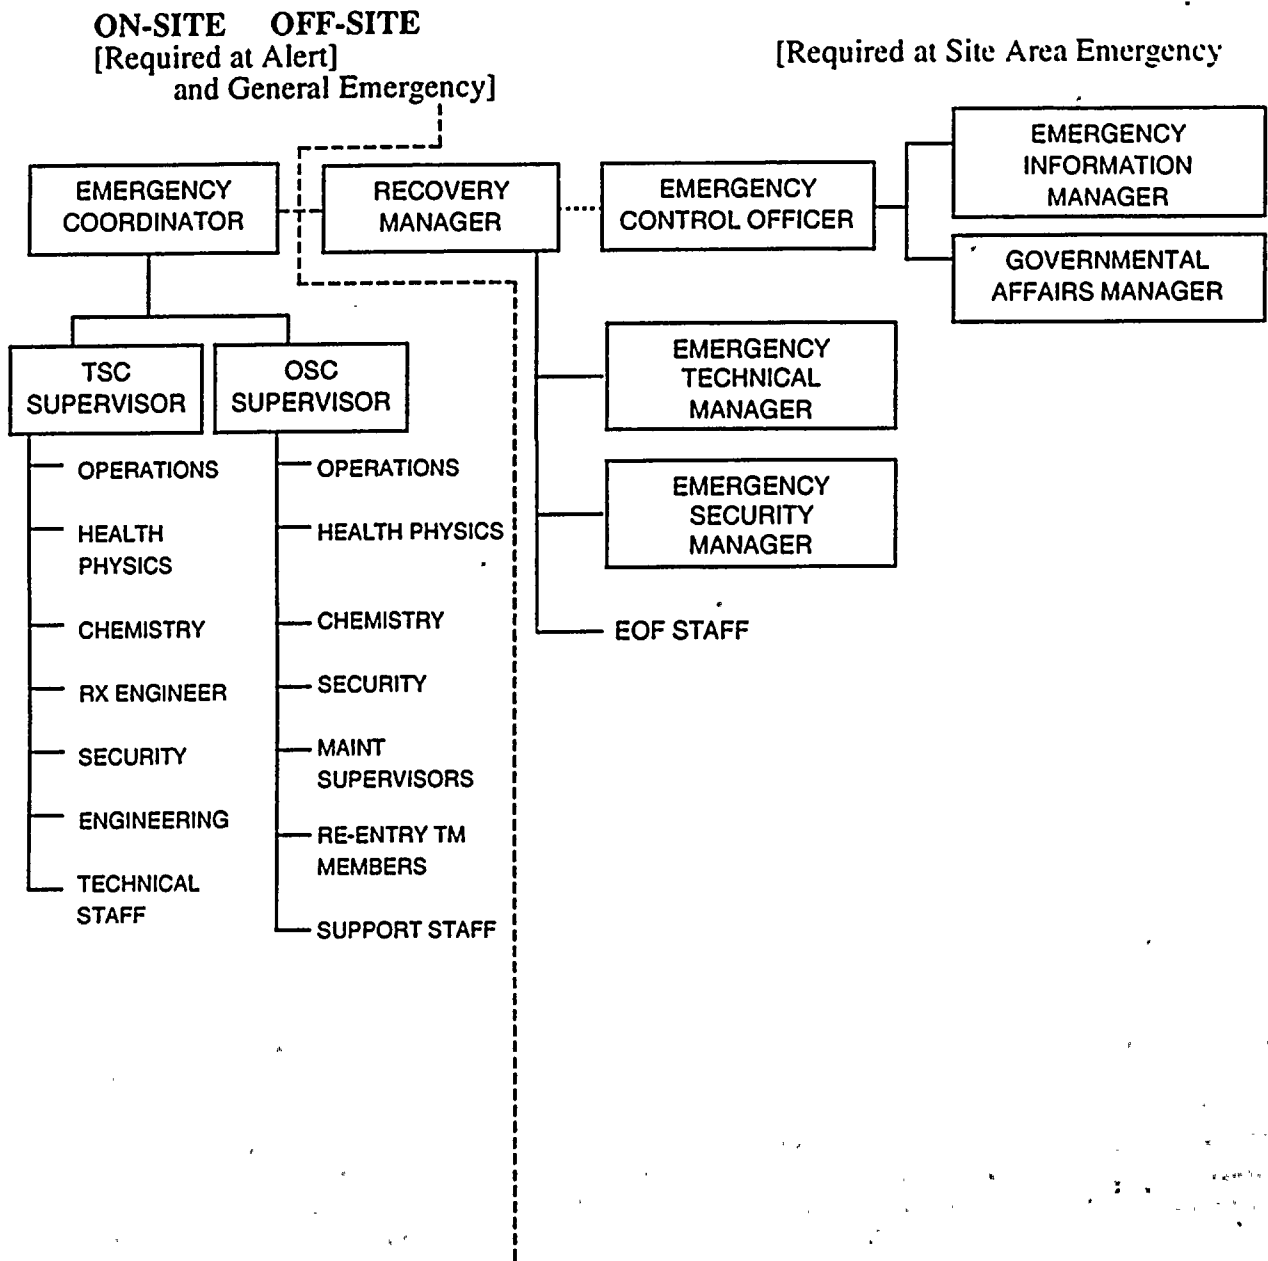 ON-SITE OFF-SITE
[Required at Alert]
and General Emergency]
[Required at Site Area Emergency
EMERGENCY
COORDINATOR
RECOVERY
MANAGER
EMERGENCY
CONTROL OFFICER
EMERGENCY
INFORMATION
MANAGER
GOVERNMENTAL
AFFAIRS MANAGER
TSC
SUPERVISOR
OPERATIONS
HEALTH
PHYSICS
CHEMISTRY
RX ENGINEER
SECURITY
ENGINEERING
TECHNICAL
STAFF
OSC
SUPERVISOR
OPERATIONS
HEALTH PHYSICS
CHEMISTRY
SECURITY
MAINT
SUPERVISORS
RE-ENTRY TM
MEMBERS
SUPPORT STAFF
EMERGENCY
TECHNICAL
MANAGER
EMERGENCY
SECURITY
MANAGER
EOF STAFF